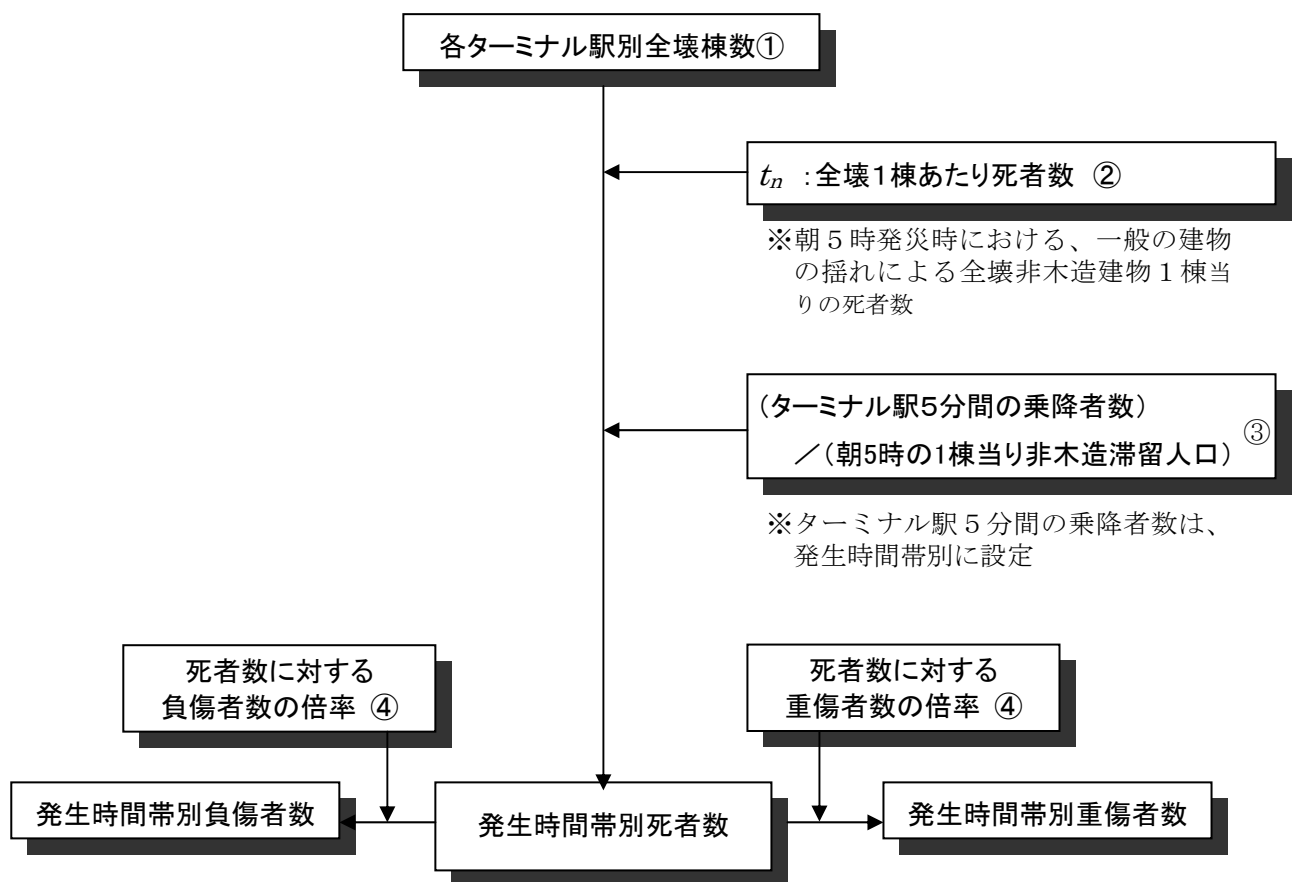 各ターミナル駅別全壊棟数①
tn ：全壊1棟あたり死者数 ②
※朝５時発災時における、一般の建物
の揺れによる全壊非木造建物１棟当
りの死者数
（ターミナル駅5分間の乗降者数）
／（朝5時の1棟当り非木造滞留人口）
③
※ターミナル駅５分間の乗降者数は、
発生時間帯別に設定
死者数に対する
負傷者数の倍率 ④
死者数に対する
重傷者数の倍率 ④
発生時間帯別負傷者数
発生時間帯別死者数
発生時間帯別重傷者数